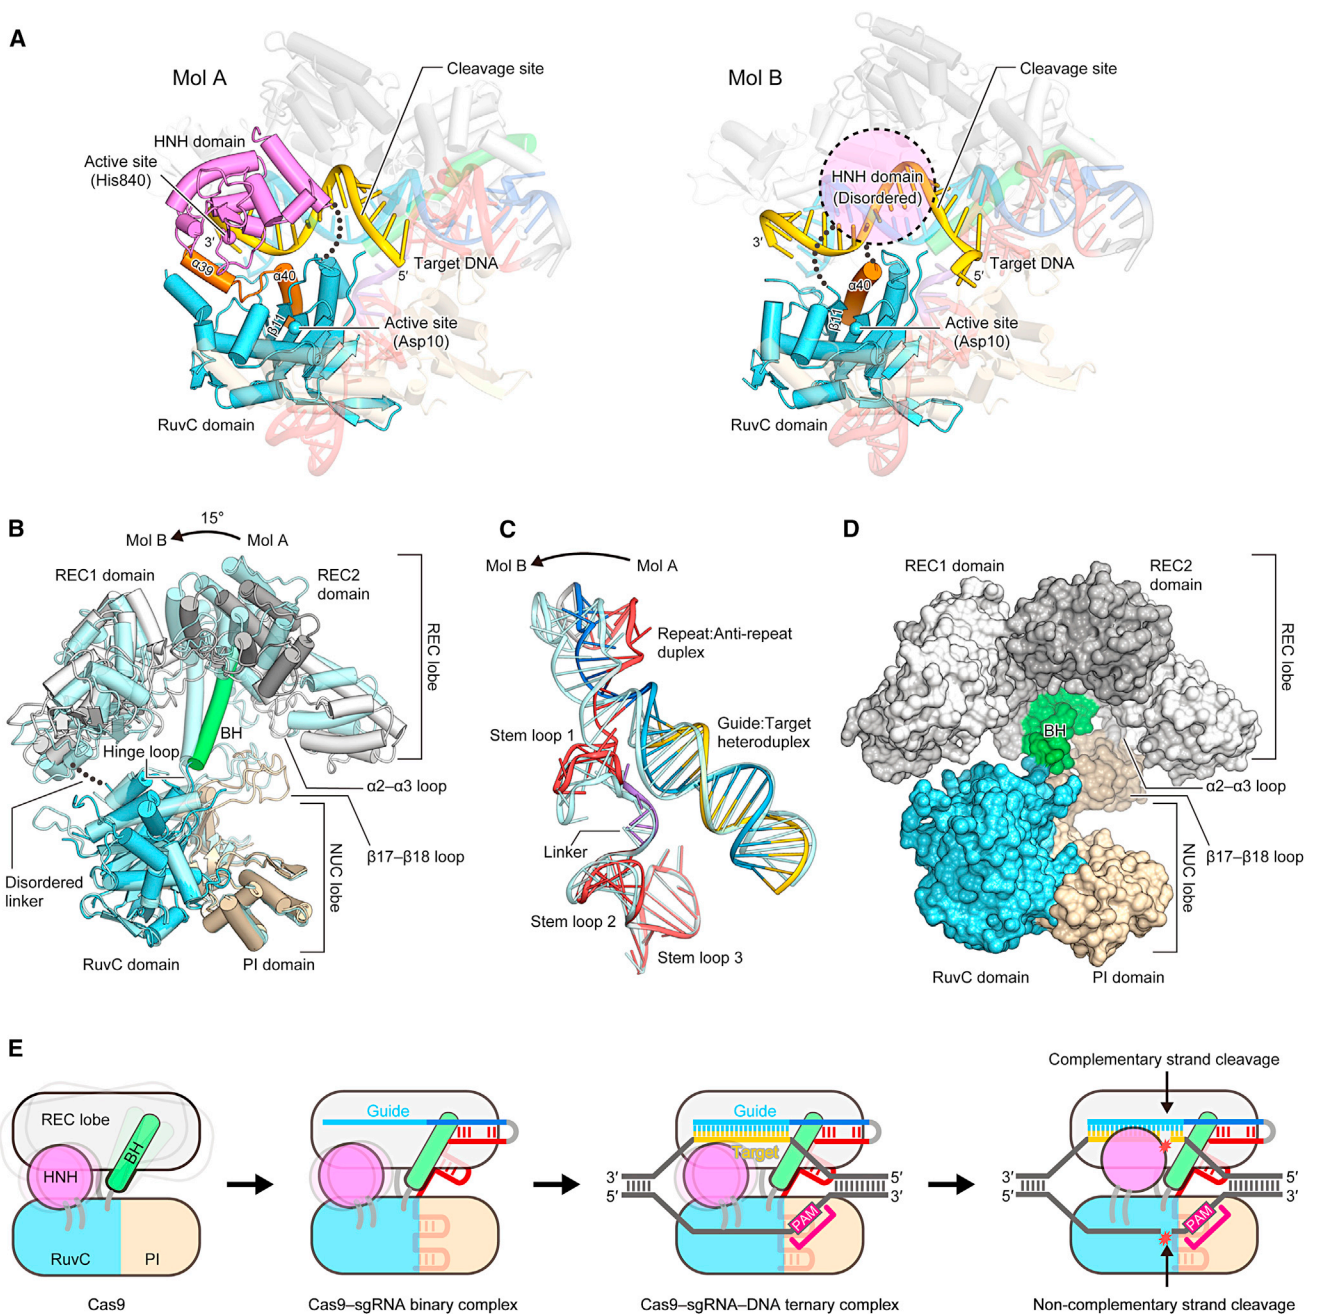 A
Mol A
Cleavage site
HNH domain
Active site
(His840)
3′
α39
α40
β11
5′
Target DNA
Active site
(Asp10)
RuvC domain
Mol B
Cleavage site
HNH domain
(Disordered)
3′
α40
β11
5′
Target DNA
Active site
(Asp10)
RuvC domain
B
15°
Mol B
Mol A
REC1 domain
REC2
domain
REC lobe
BH
Hinge loop
α2–α3 loop
β17–β18 loop
NUC lobe
Disordered
linker
RuvC domain
PI domain
C
Mol B
Mol A
Repeat:Anti-repeat
duplex
Stem loop 1
Guide:Target
heteroduplex
Linker
Stem loop 2
Stem loop 3
D
REC1 domain
REC2
domain
REC lobe
BH
α2–α3 loop
β17–β18 loop
NUC lobe
RuvC domain
PI domain
E
REC lobe
BH
HNH
RuvC
PI
Cas9
Guide
Cas9–sgRNA binary complex
Guide
Target
3′
5′
5′
3′
PAM
Cas9–sgRNA–DNA ternary complex
Complementary strand cleavage
3′
5′
5′
3′
PAM
Non-complementary strand cleavage